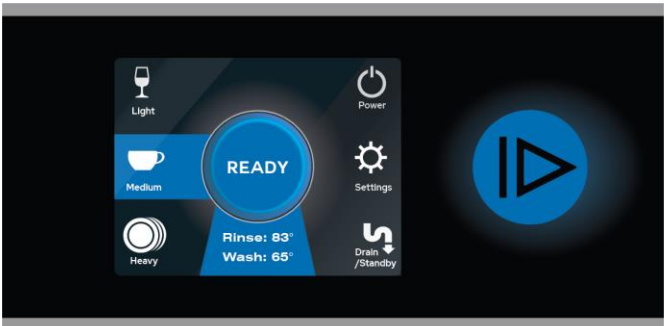 Light
Power
READY
Medium
Settings
Rinse: 83°
Wash: 65°
Heavy
Drain
/Standby